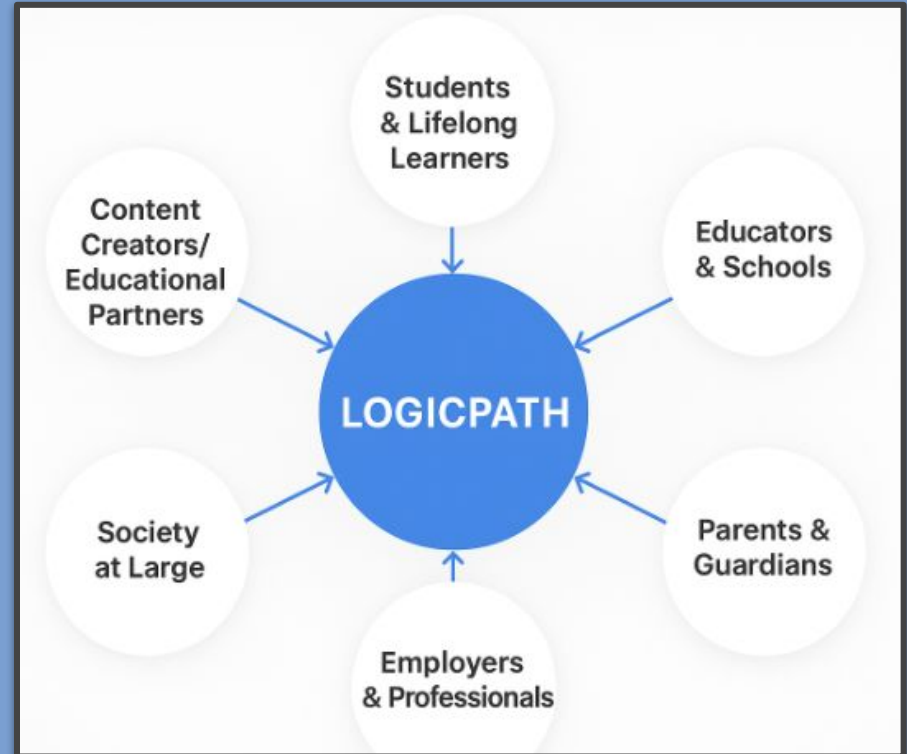 Students
& Lifelong
Learners
Content
Creators/
Educational
Partners
Educators
& Schools
LOGICPATH
Society
at Large
Parents &
Guardians
Employers
& Professionals